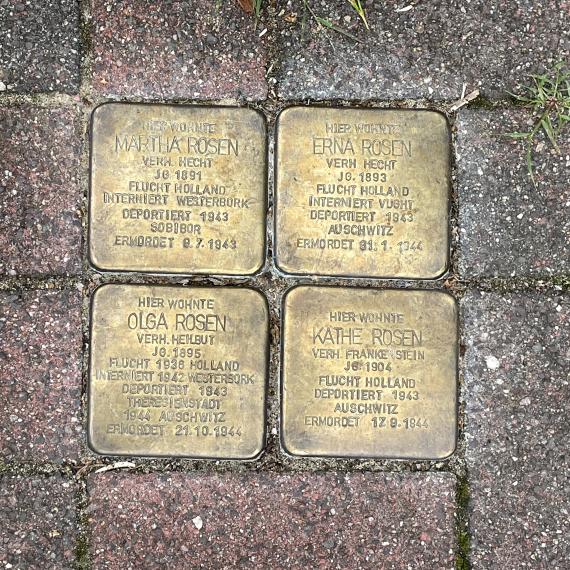 HIER WOHNTE
MARTHA ROSEN
VERH. HECHT
JG. 1891
FLUCHT HOLLAND
INTERNIERT WESTERBORK
DEPORTIERT 1943
SOBIBOR
ERMORDET 9.7.1943
HIER WOHNTE
ERNA ROSEN
VERH. HECHT
JG. 1893
FLUCHT HOLLAND
INTERNIERT VUGHT
DEPORTIERT 1943
AUSCHWITZ
ERMORDET 31.1.1944
HIER WOHNTE
OLGA ROSEN
VERH. HEILBUT
JG. 1895
FLUCHT 1938 HOLLAND
INTERNIERT 1942 WESTERBORK
DEPORTIERT 1943
THERESIENSTADT
1944 AUSCHWITZ
ERMORDET 21.10.1944
HIER WOHNTE
KÄTHE ROSEN
VERH. FRANKENSTEIN
JG. 1904
FLUCHT HOLLAND
DEPORTIERT 1943
AUSCHWITZ
ERMORDET 17.9.1944